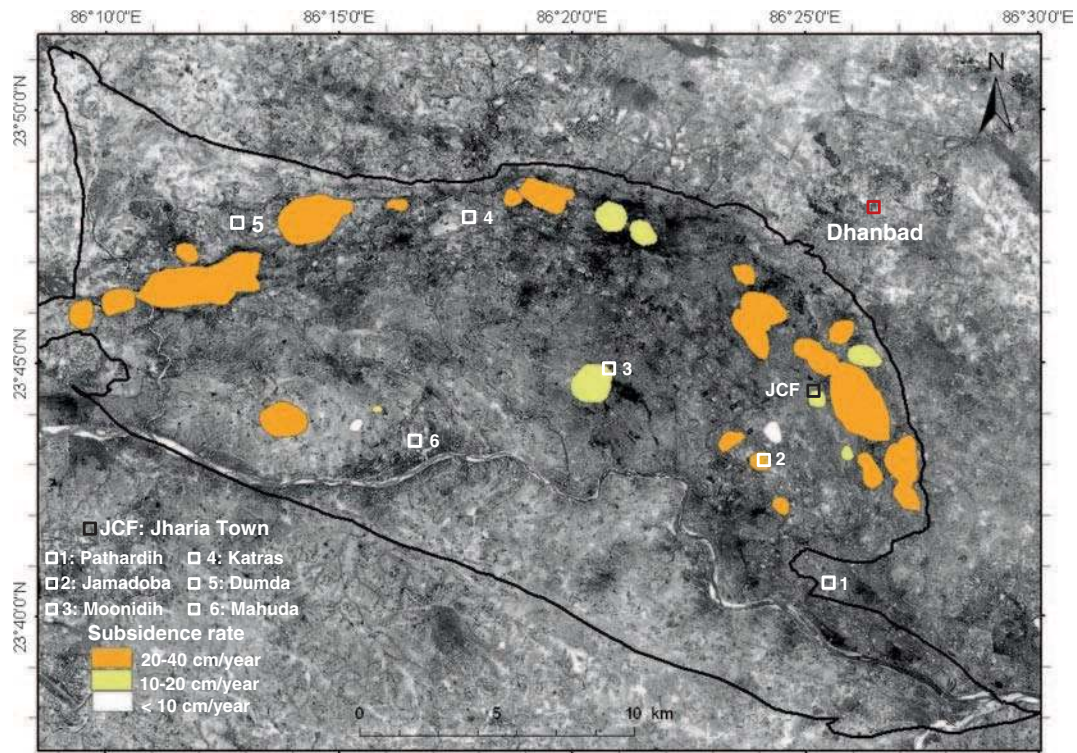 86°10'0"E 86°15'0"E 86°20'0"E 86°25'0"E 86°30'0"E
N
23°50'0"N
5
4
Dhanbad
23°45'0"N
3
JCF
6
2
JCF: Jharia Town
1: Pathardih 4: Katras
2: Jamadoba 5: Dumda
1
3: Moonidih 6: Mahuda
23°40'0"N
Subsidence rate
20-40 cm/year
10-20 cm/year
< 10 cm/year
0 5 10 km